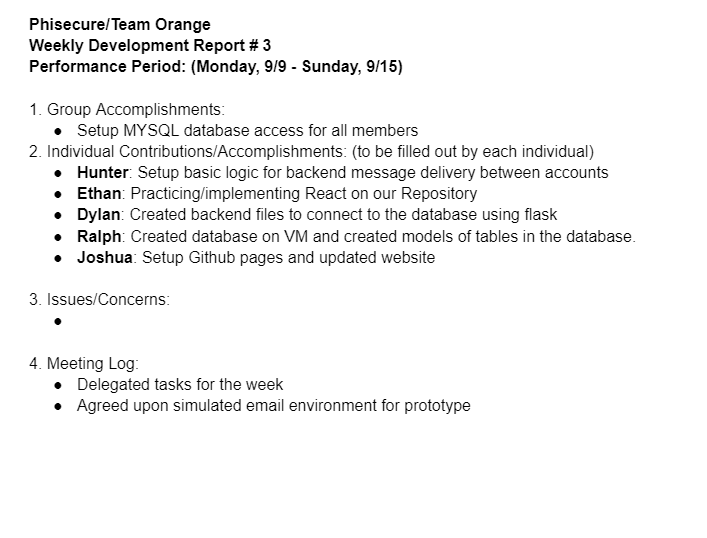 Phisecure/Team Orange
Weekly Development Report # 3
Performance Period: (Monday, 9/9 - Sunday, 9/15)
1. Group Accomplishments:
● Setup MYSQL database access for all members
2. Individual Contributions/Accomplishments: (to be filled out by each individual)
● Hunter: Setup basic logic for backend message delivery between accounts
● Ethan: Practicing/implementing React on our Repository
● Dylan: Created backend files to connect to the database using flask
● Ralph: Created database on VM and created models of tables in the database.
● Joshua: Setup Github pages and updated website
3. Issues/Concerns:
●
4. Meeting Log:
● Delegated tasks for the week
● Agreed upon simulated email environment for prototype